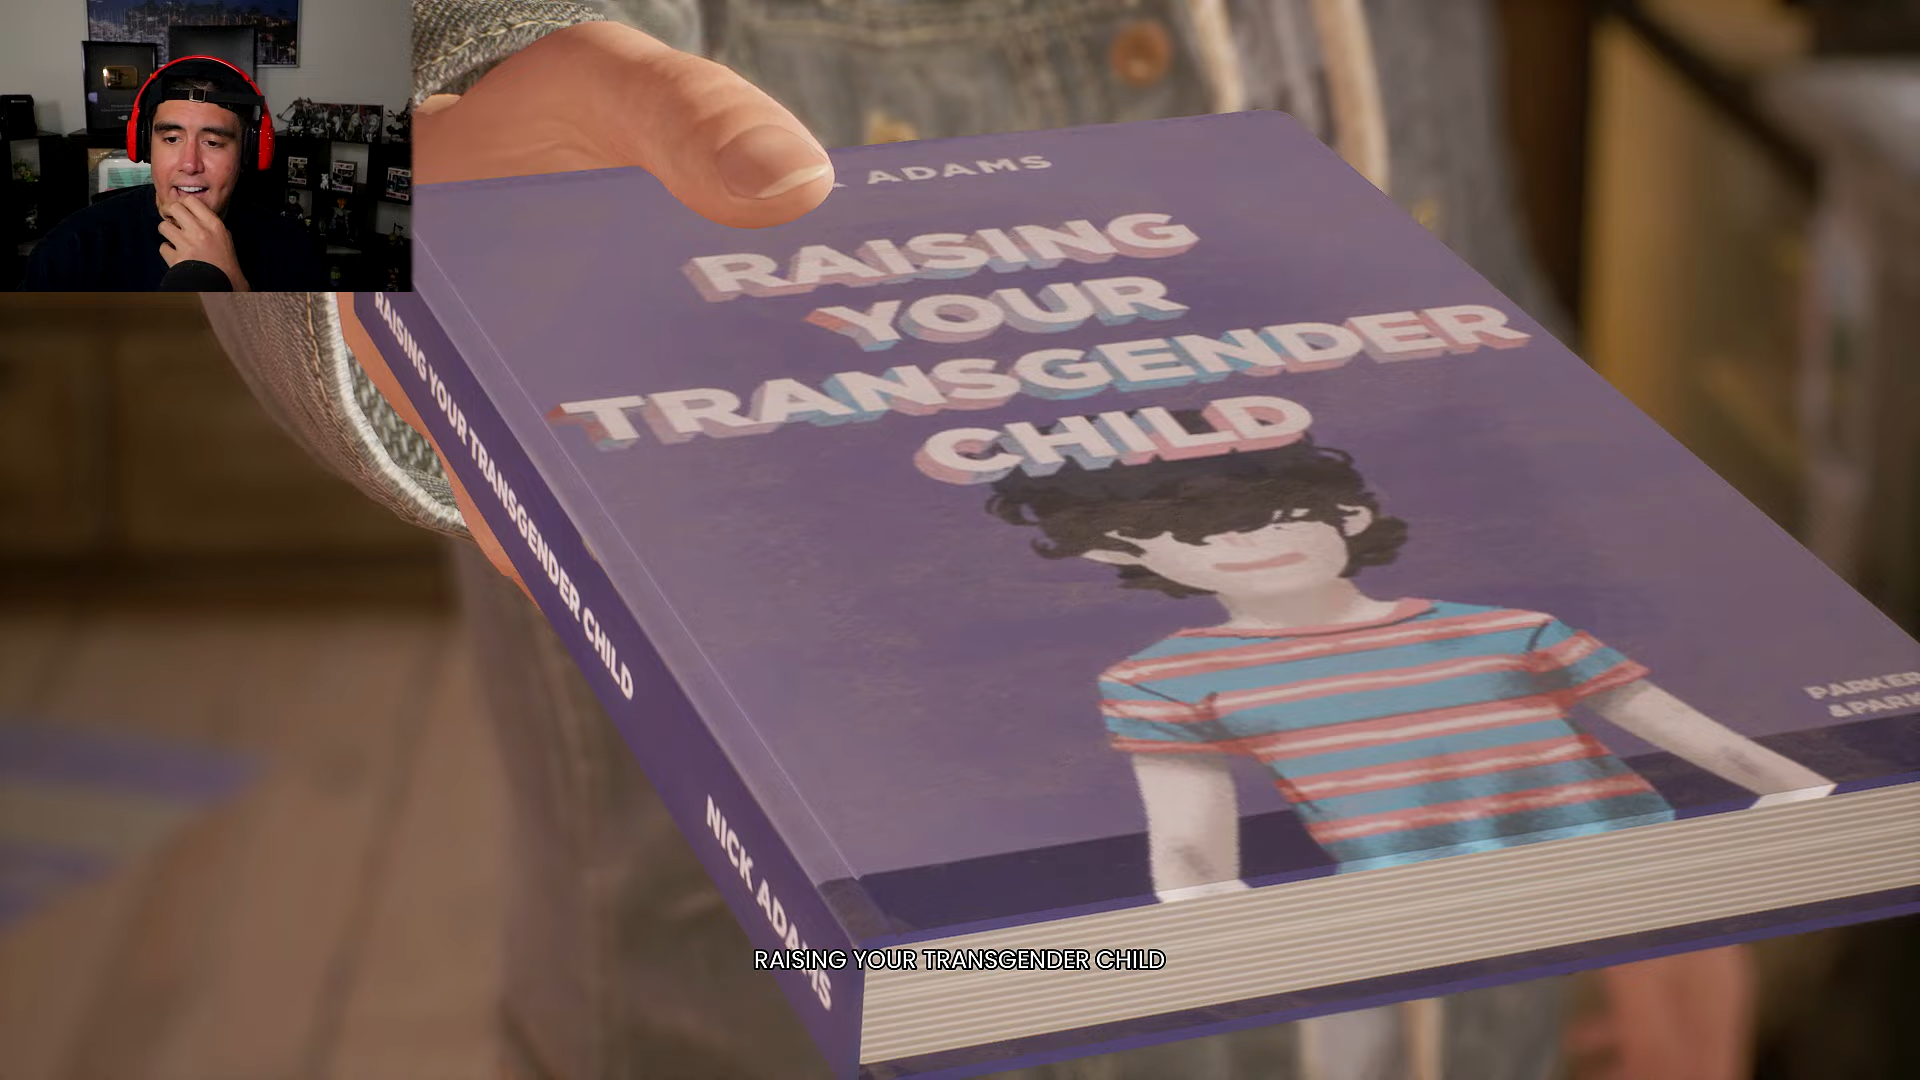 ADAMS
RAISING
YOUR
TRANSGENDER
CHILD
RAISING YOUR TRANSGENDER CHILD
NICK ADAMS
PARKER
RAISING YOUR TRANSGENDER CHILD